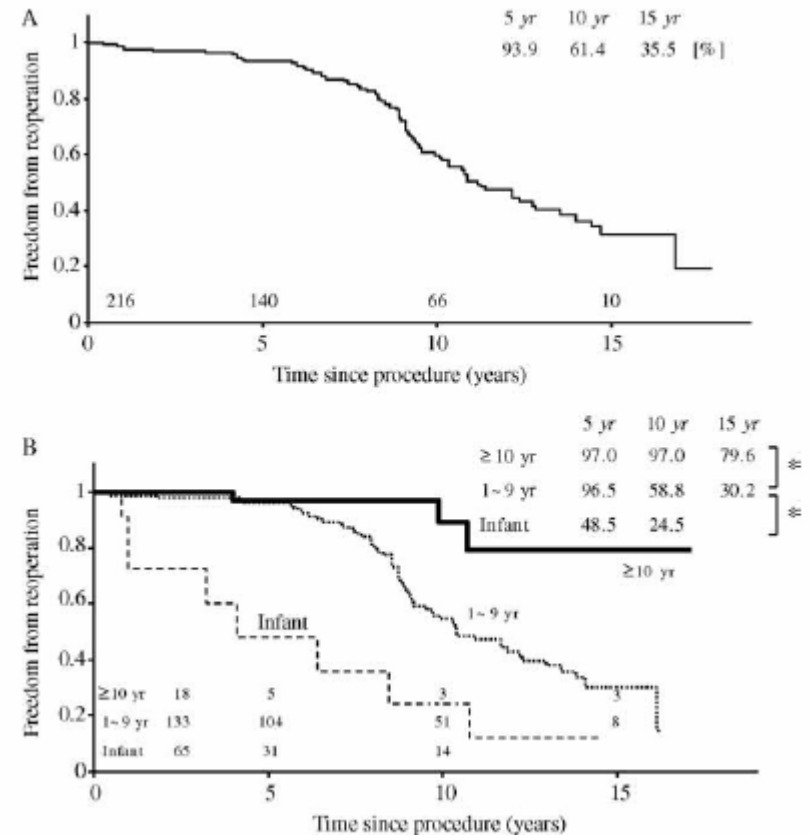 A
5 yr 10 yr 15 yr
93.9 61.4 35.5 [%]
1
0.8
0.6
0.4
0.2
0
Freedom from reoperation
216 140 66 10
0 5 10 15
Time since procedure (years)
B
5 yr 10 yr 15 yr
≥10 yr 97.0 97.0 79.6
1~9 yr 96.5 58.8 30.2
Infant 48.5 24.5
*
*
1
0.8
0.6
0.4
0.2
0
Freedom from reoperation
≥10 yr
1~9 yr
Infant
≥10 yr 18 5 3 3
1~9 yr 133 104 51 8
Infant 65 31 14
0 5 10 15
Time since procedure (years)